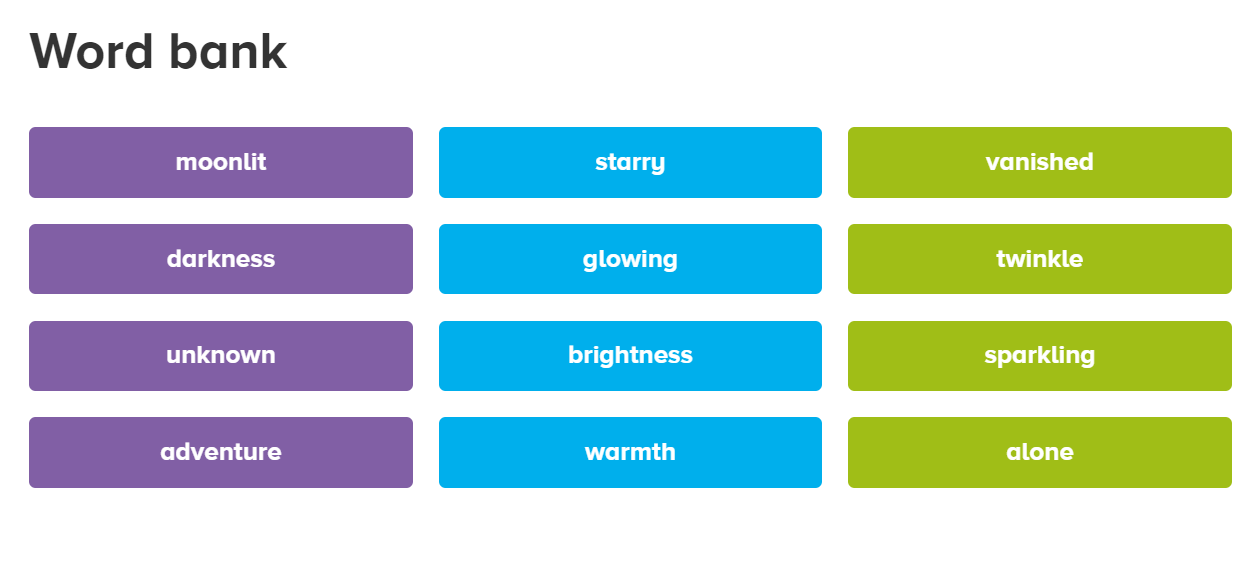 Word bank
moonlit starry vanished
darkness glowing twinkle
unknown brightness sparkling
adventure warmth alone